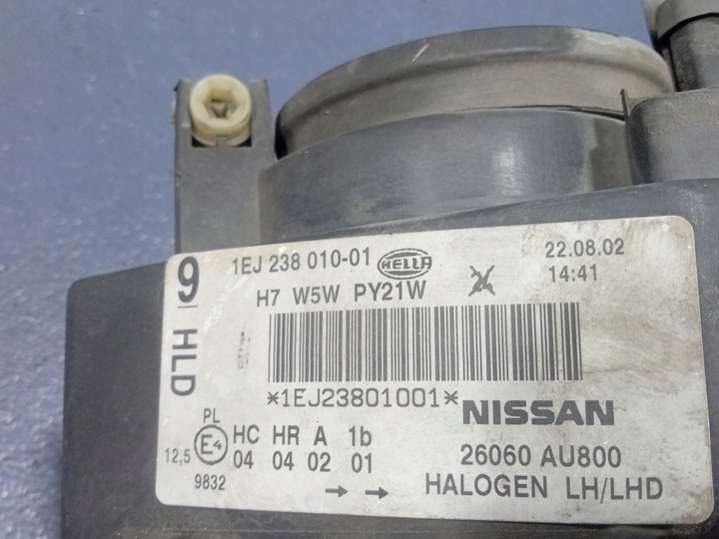 9 HLD
1EJ 238 010-01 HELLA 22.08.02
H7 W5W PY21W 14:41
*1EJ23801001*
NISSAN
PL
12,5 E4 HC HR A 1b 26060 AU800
9832 04 04 02 01
→ → HALOGEN LH/LHD